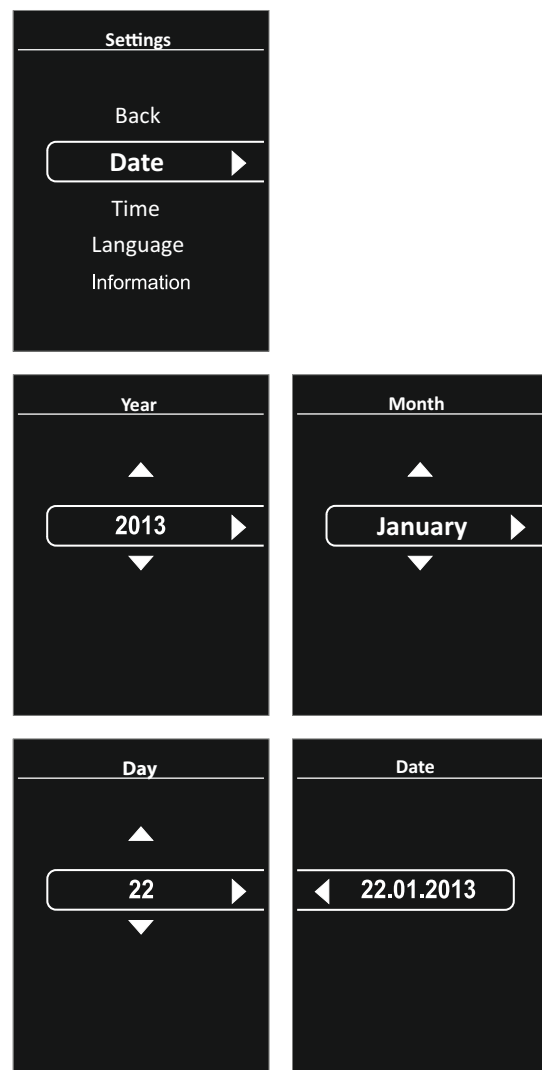 Settings
Back
Date
Time
Language
Information
Year
2013
Month
January
Day
22
Date
22.01.2013